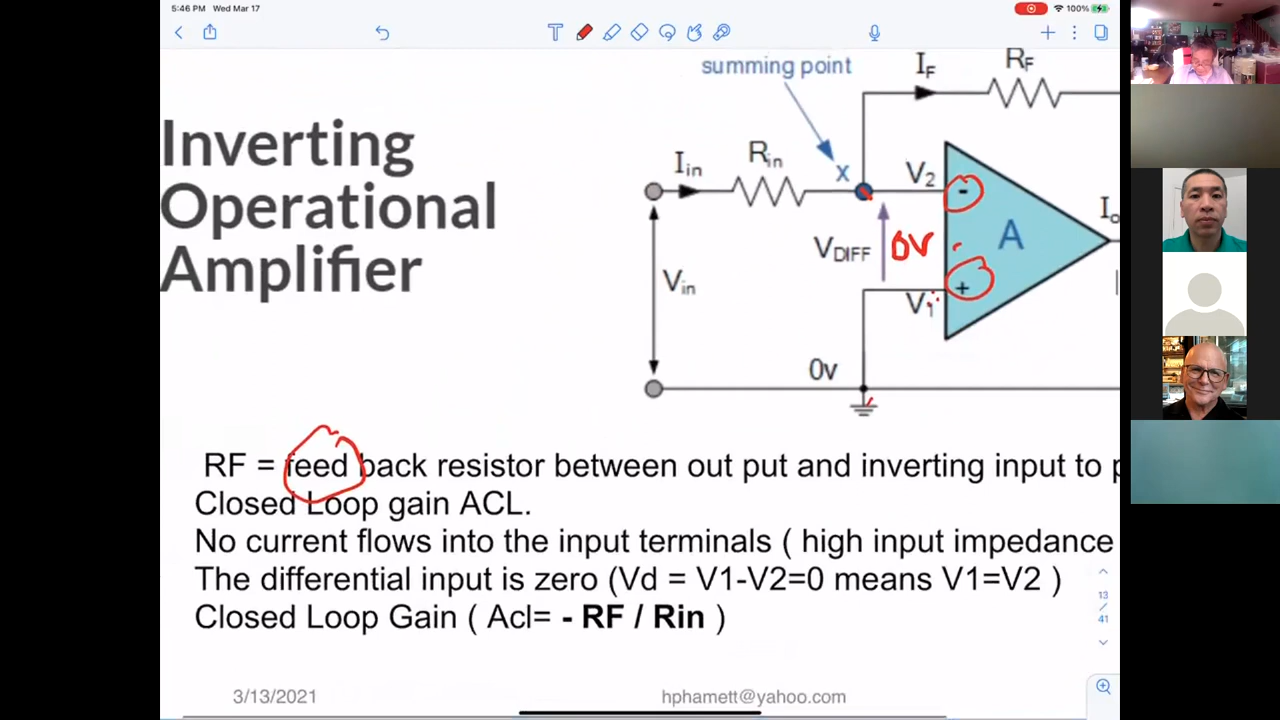 5:46 PM Wed Mar 17
100%
summing point
IF
RF
Inverting
Operational
Amplifier
Iin
Rin
x
V2
-
A
Io
VDIFF
0V
Vin
+
V1
0v
RF = feed back resistor between out put and inverting input to p
Closed Loop gain ACL.
No current flows into the input terminals ( high input impedance
The differential input is zero (Vd = V1-V2=0 means V1=V2 )
Closed Loop Gain ( Acl= - RF / Rin )
13
/
41
3/13/2021
hphamett@yahoo.com